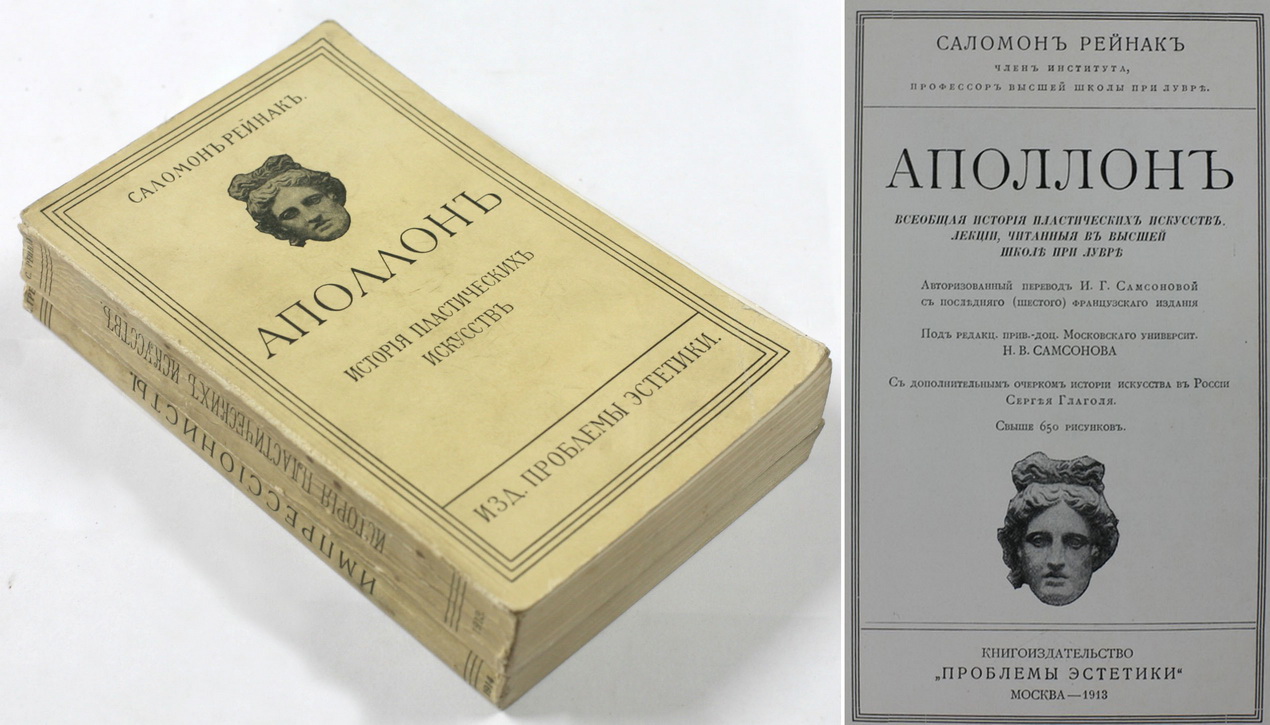 САЛОМОНЪ РЕЙНАКЪ.
АПОЛЛОНЪ
ИСТОРІЯ ПЛАСТИЧЕСКИХЪ
ИСКУССТВЪ
ИЗД. ПРОБЛЕМЫ ЭСТЕТИКИ.
ИСТОРІЯ ПЛАСТИЧЕСКИХЪ ИСКУССТВЪ
1913
ИМПРЕССІОНИСТЫ.
САЛОМОНЪ РЕЙНАКЪ
ЧЛЕНЪ ИНСТИТУТА,
ПРОФЕССОРЪ ВЫСШЕЙ ШКОЛЫ ПРИ ЛУВРѢ.
АПОЛЛОНЪ
ВСЕОБЩАЯ ИСТОРІЯ ПЛАСТИЧЕСКИХЪ ИСКУССТВЪ.
ЛЕКЦІИ, ЧИТАННЫЯ ВЪ ВЫСШЕЙ
ШКОЛѢ ПРИ ЛУВРѢ
Авторизованный переводъ И. Г. Самсоновой
съ послѣдняго (шестого) французскаго изданія
Подъ редакц. прив.-доц. Московскаго университ.
Н. В. САМСОНОВА
Съ дополнительнымъ очеркомъ исторіи искусства въ Россіи
Сергѣя Глаголя.
Свыше 650 рисунковъ.
КНИГОИЗДАТЕЛЬСТВО
„ПРОБЛЕМЫ ЭСТЕТИКИ“
МОСКВА—1913